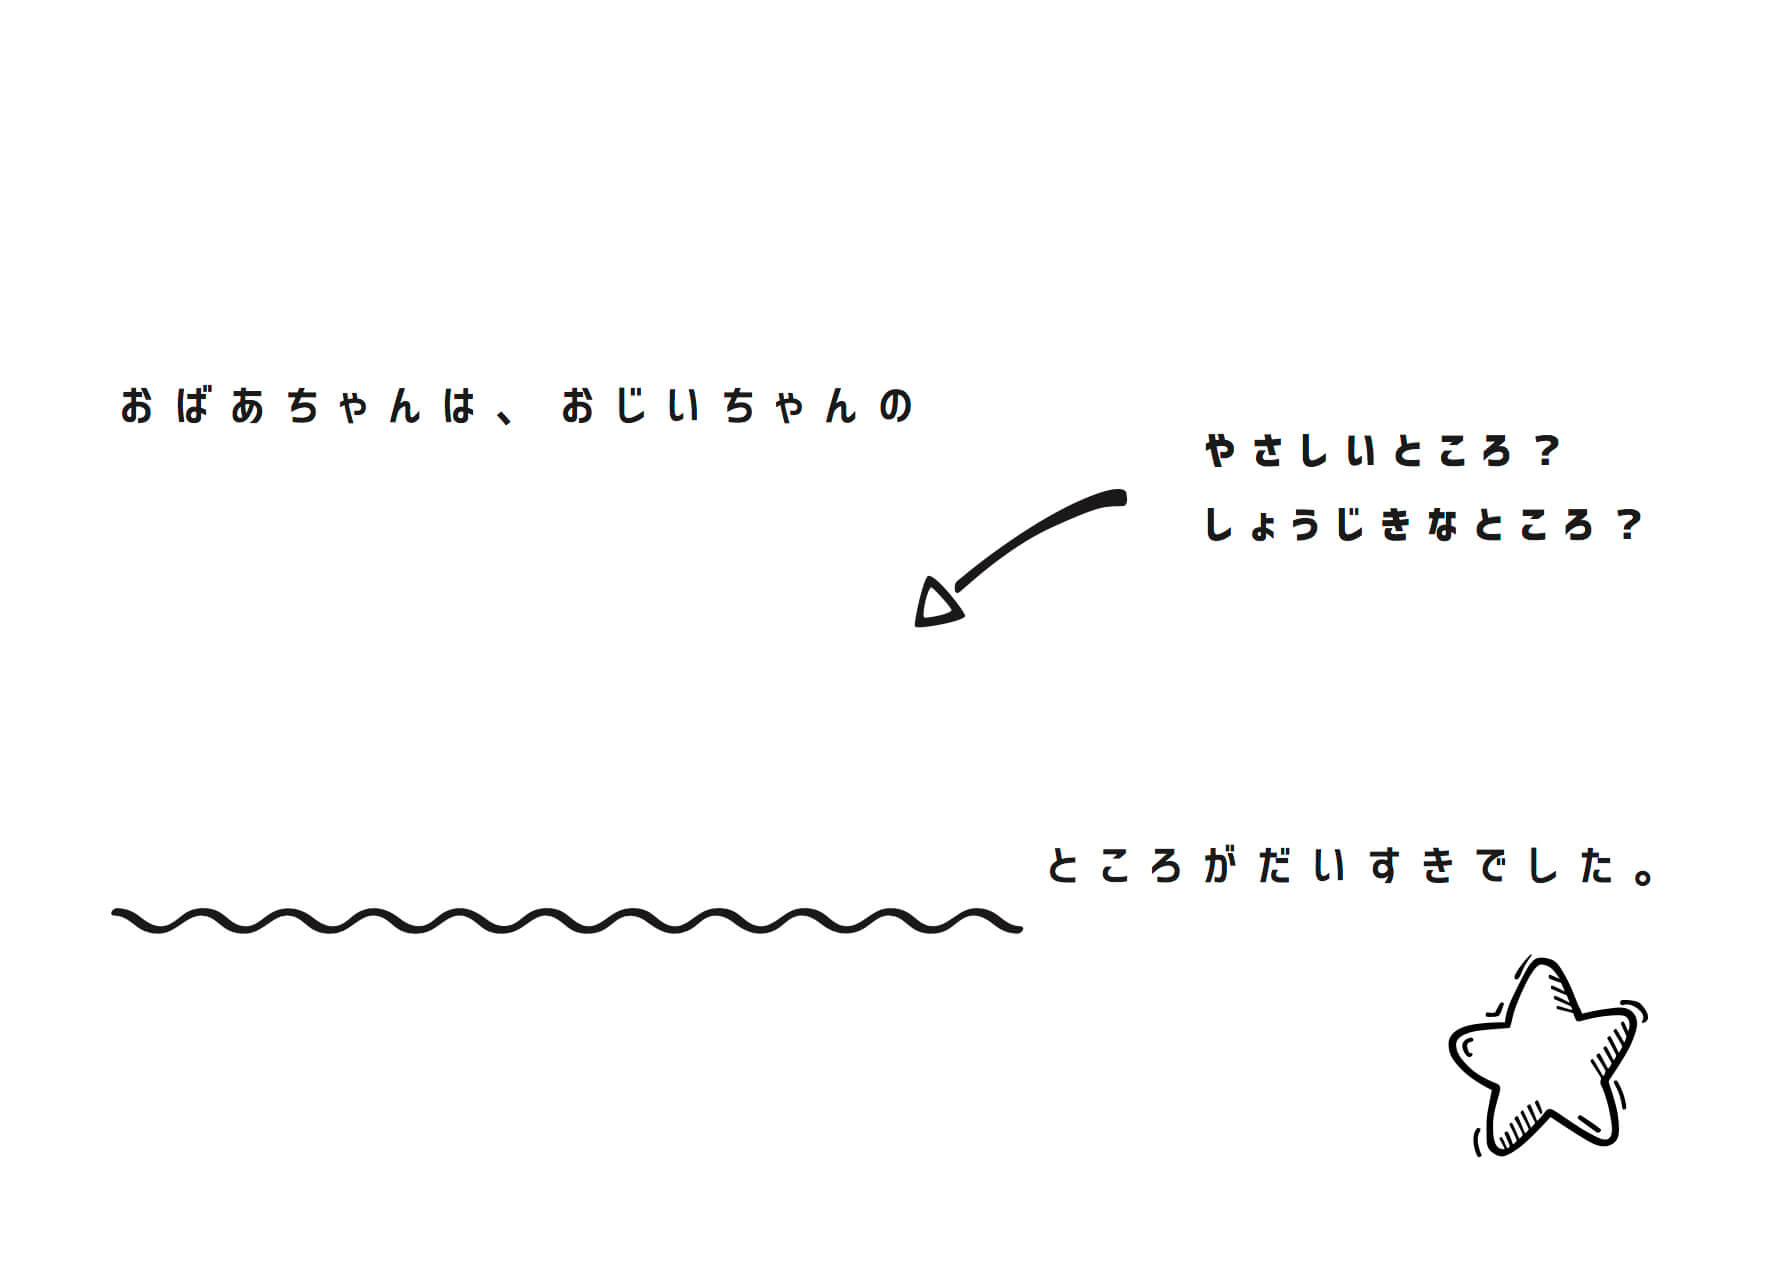 おばあちゃんは、おじいちゃんの
やさしいところ？
しょうじきなところ？
ところがだいすきでした。